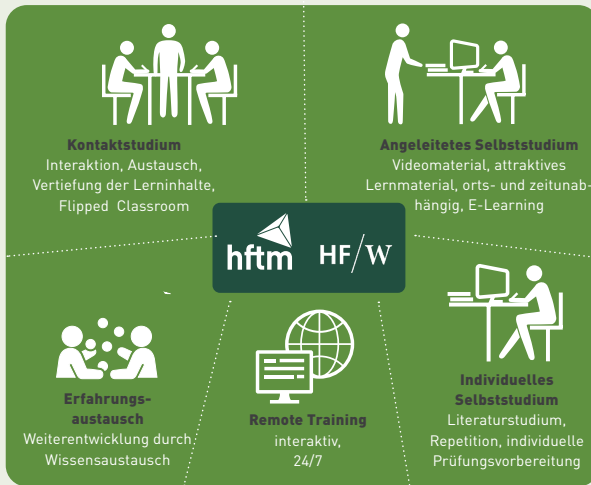 Kontaktstudium
Interaktion, Austausch,
Vertiefung der Lerninhalte,
Flipped Classroom
Angeleitetes Selbststudium
Videomaterial, attraktives
Lernmaterial, orts- und zeitunab-
hängig, E-Learning
hftm HF/W
Erfahrungs-
austausch
Weiterentwicklung durch
Wissensaustausch
Remote Training
interaktiv,
24/7
Individuelles
Selbststudium
Literaturstudium,
Repetition, individuelle
Prüfungsvorbereitung